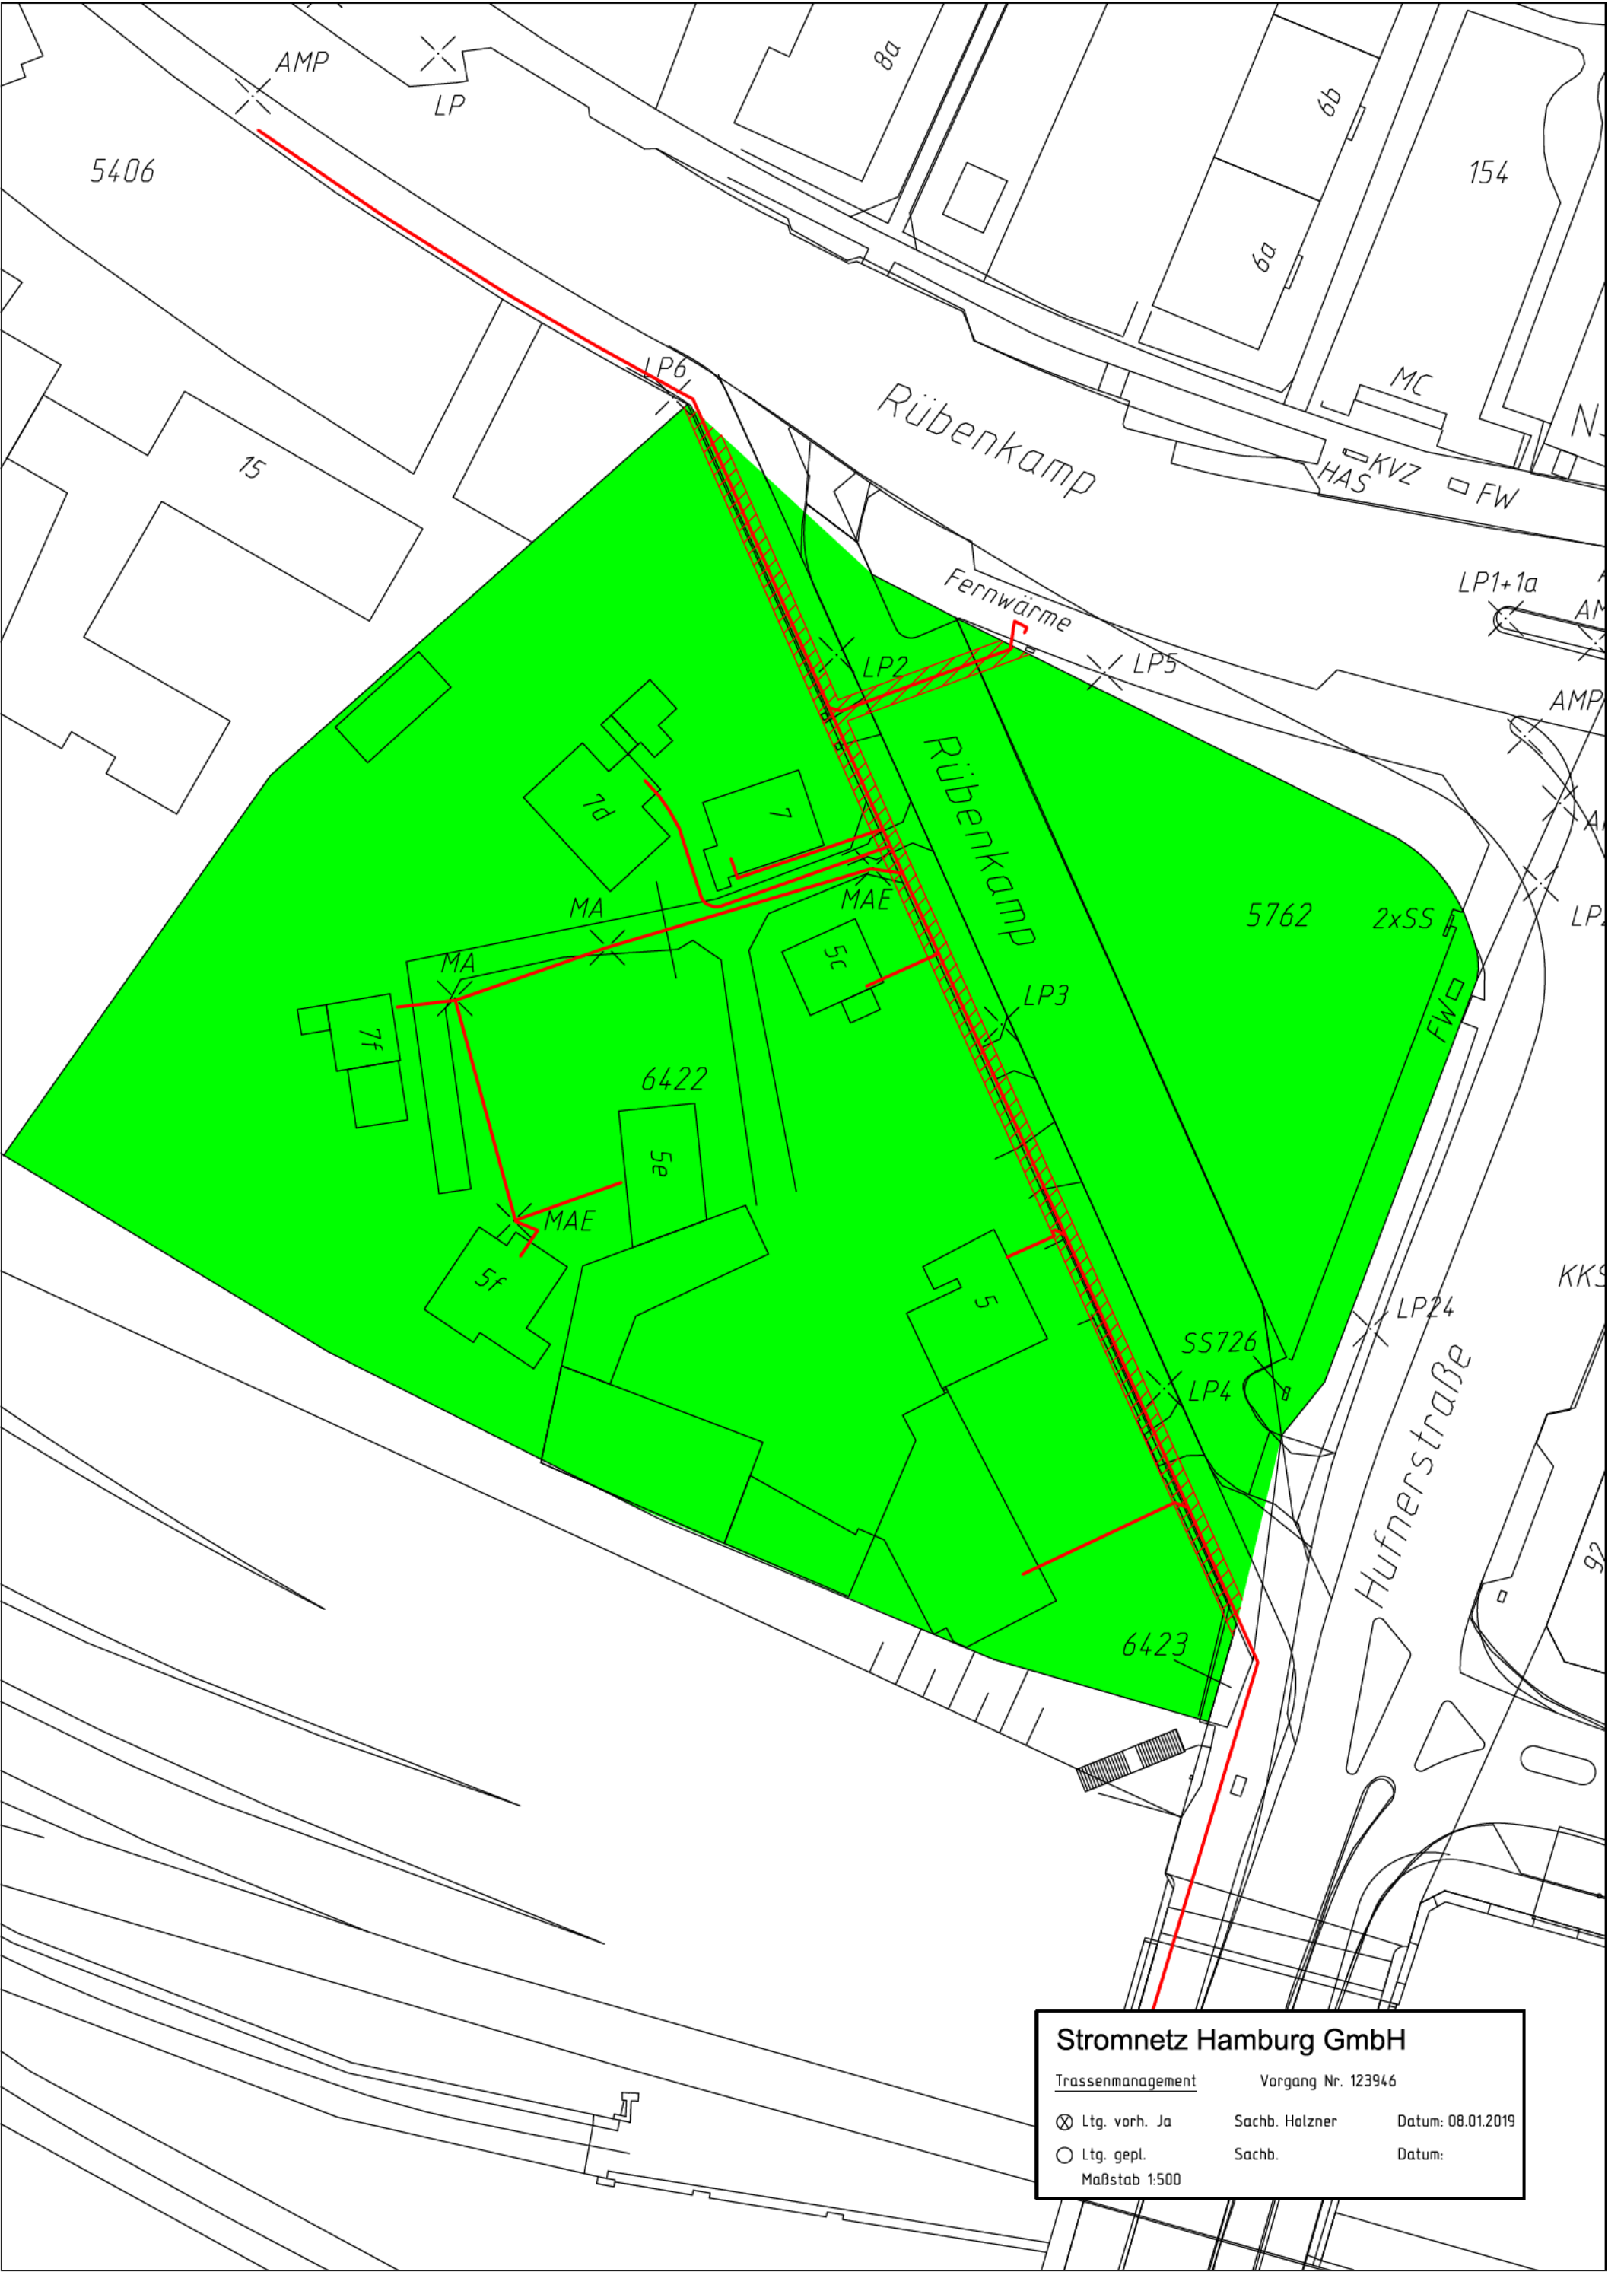 AMP
LP
8a
6b
5406
154
6a
LP6
Rübenkamp
MC
15
HAS
KVZ
FW
Fernwärme
LP1+1a
LP2
LP5
AMP
Rübenkamp
7d
7
MAE
MA
5762
2xSS
5c
MA
LP3
FW
7f
6422
5e
MAE
KKS
5f
5
LP24
SS726
LP4
Hufnerstraße
92
6423
Stromnetz Hamburg GmbH
Trassenmanagement Vorgang Nr. 123946
Ltg. vorh. Ja Sachb. Holzner Datum: 08.01.2019
Ltg. gepl. Sachb. Datum:
Maßstab 1:500